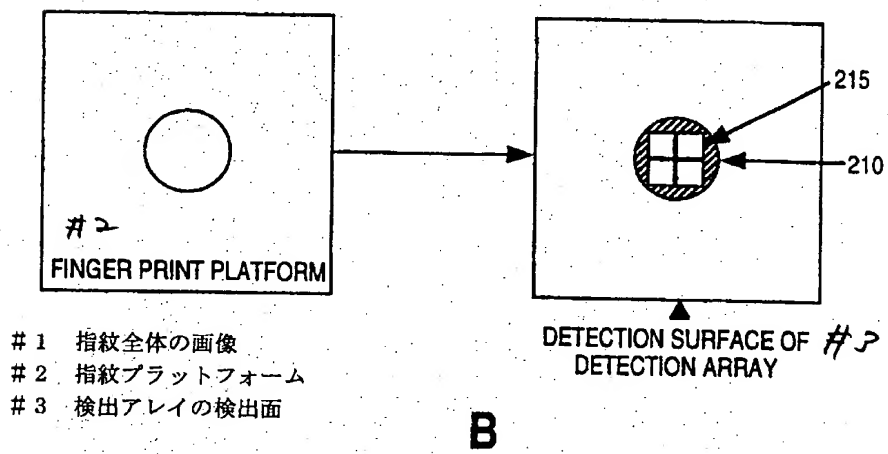 215
210
#2
FINGER PRINT PLATFORM
DETECTION SURFACE OF #3
DETECTION ARRAY
#1 指紋全体の画像
#2 指紋プラットフォーム
#3 検出アレイの検出面
B